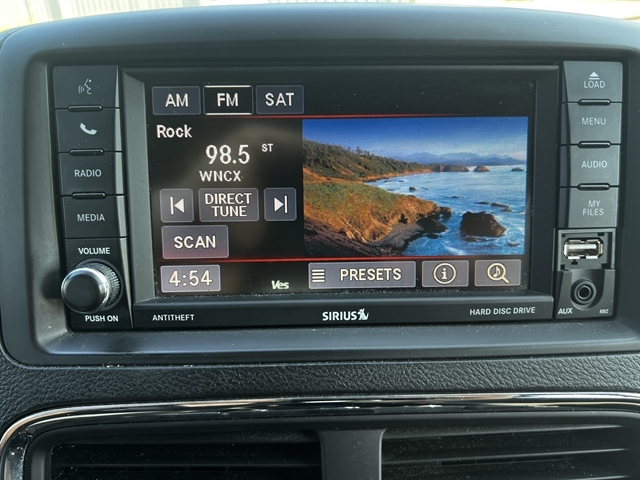 AM FM SAT
Rock
98.5 ST
WNCX
DIRECT
TUNE
SCAN
4:54 Ves PRESETS
RADIO
MEDIA
VOLUME
PUSH ON
ANTITHEFT
SIRIUS
HARD DISC DRIVE
LOAD
MENU
AUDIO
MY
FILES
AUX RBZ